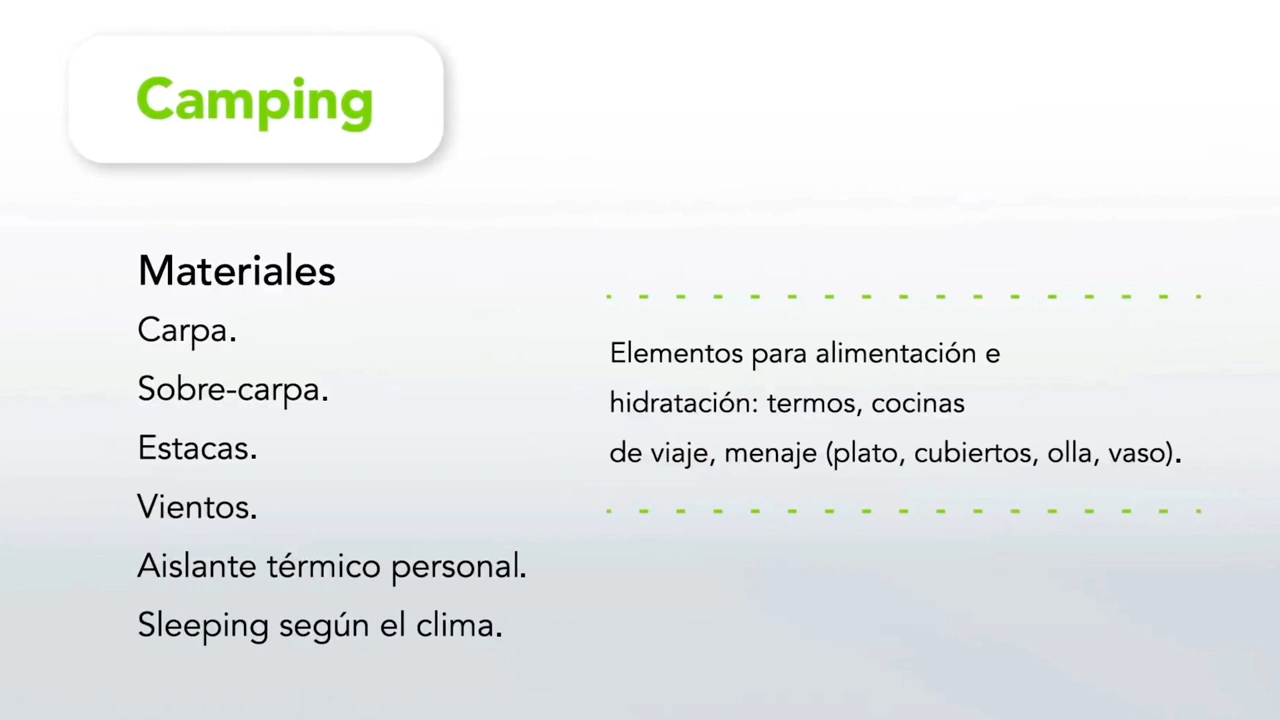 Camping
Materiales
Carpa.
Sobre-carpa.
Estacas.
Vientos.
Aislante térmico personal.
Sleeping según el clima.
Elementos para alimentación e
hidratación: termos, cocinas
de viaje, menaje (plato, cubiertos, olla, vaso).